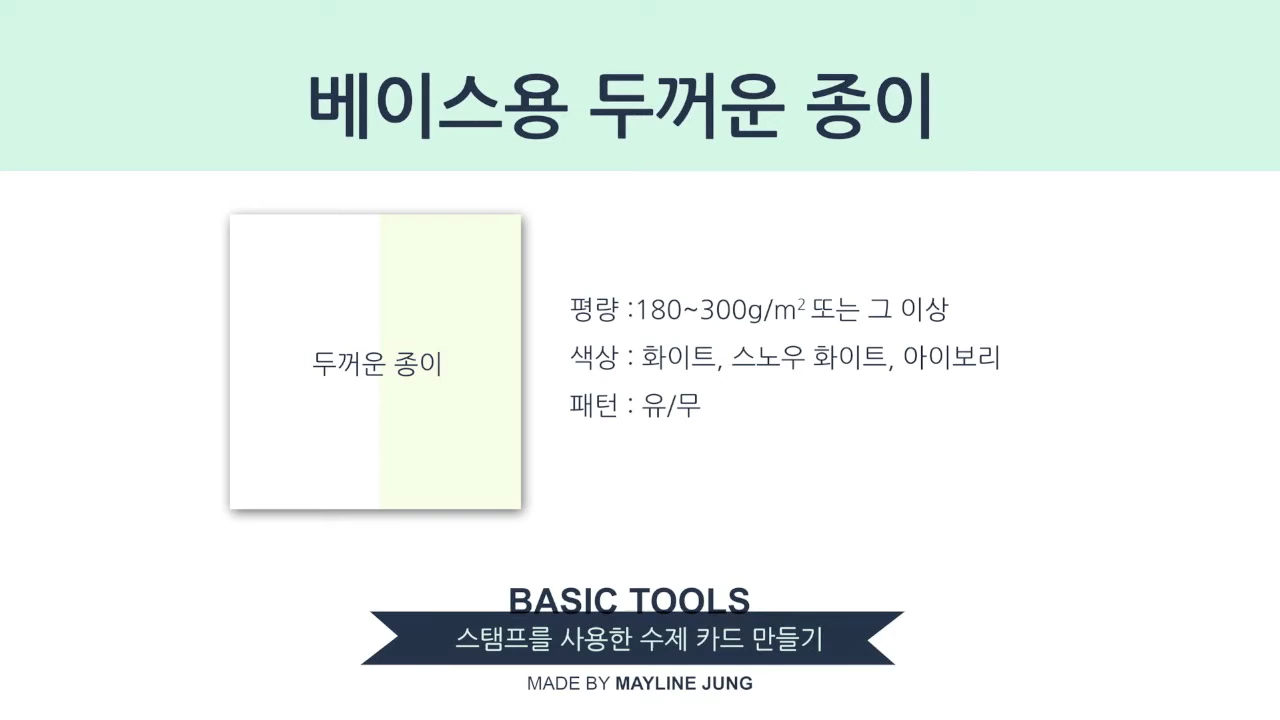 베이스용 두꺼운 종이
두꺼운 종이
평량 :180~300g/m² 또는 그 이상
색상 : 화이트, 스노우 화이트, 아이보리
패턴 : 유/무
BASIC TOOLS
스탬프를 사용한 수제 카드 만들기
MADE BY MAYLINE JUNG